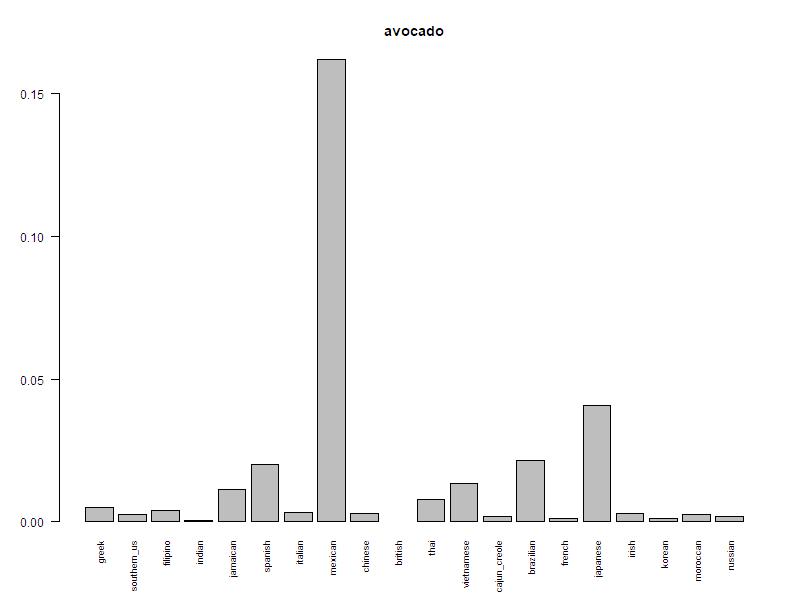 avocado
0.15
0.10
0.05
0.00
greek
southern_us
filipino
indian
jamaican
spanish
italian
mexican
chinese
british
thai
vietnamese
cajun_creole
brazilian
french
japanese
irish
korean
moroccan
russian